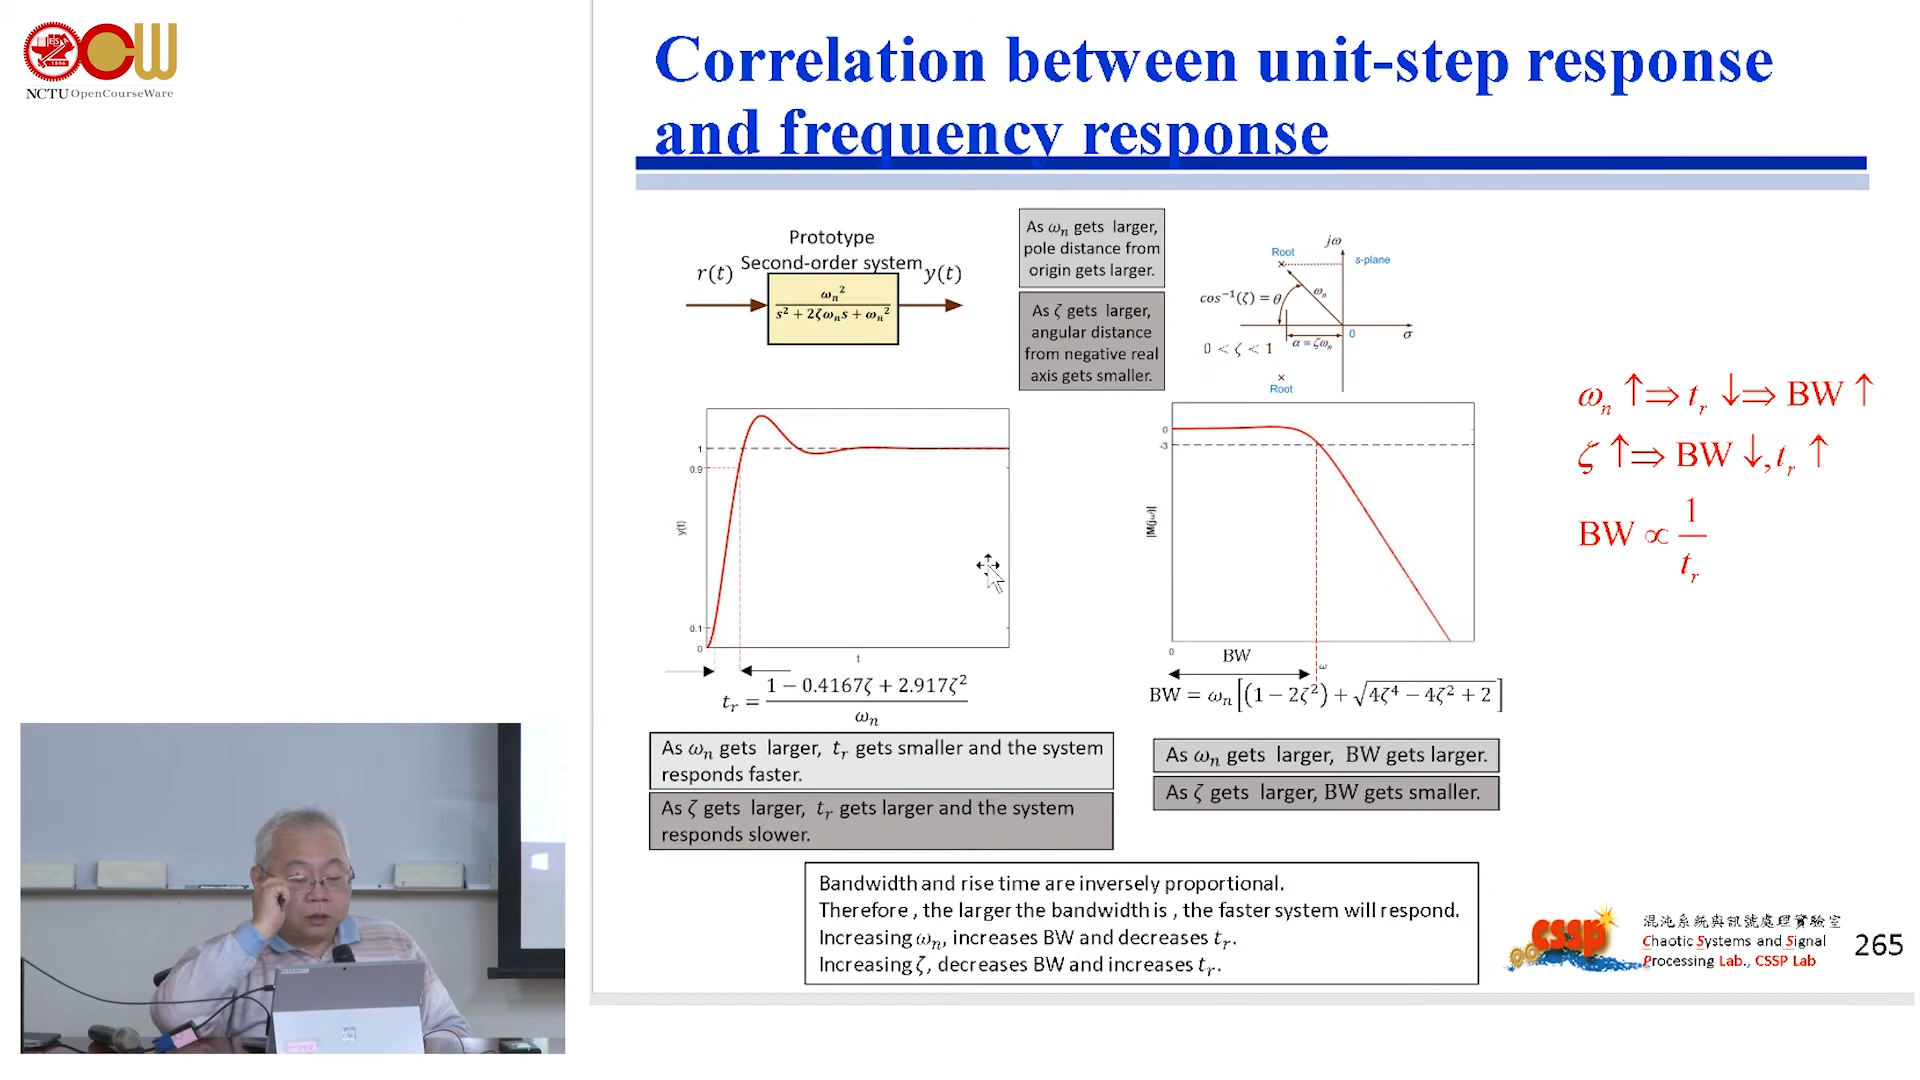 NCTU OpenCourseWare
Correlation between unit-step response
and frequency response
Prototype
Second-order system
r(t)
y(t)
ωₙ²
s² + 2ζωₙs + ωₙ²
As ωₙ gets larger,
pole distance from
origin gets larger.
As ζ gets larger,
angular distance
from negative real
axis gets smaller.
jω
Root
s-plane
ωₙ
cos⁻¹(ζ) = θ
0
σ
α = ζωₙ
0 < ζ < 1
Root
ωₙ ↑⇒ tᵣ ↓⇒ BW ↑
ζ ↑⇒ BW ↓, tᵣ ↑
BW ∝ 1/tᵣ
1
0.9
y(t)
0.1
0
t
tᵣ = (1 − 0.4167ζ + 2.917ζ²)/ωₙ
0
-3
|M(jω)|
0
BW
ω
BW = ωₙ[(1 − 2ζ²) + √(4ζ⁴ − 4ζ² + 2)]
As ωₙ gets larger, tᵣ gets smaller and the system
responds faster.
As ζ gets larger, tᵣ gets larger and the system
responds slower.
As ωₙ gets larger, BW gets larger.
As ζ gets larger, BW gets smaller.
Bandwidth and rise time are inversely proportional.
Therefore , the larger the bandwidth is , the faster system will respond.
Increasing ωₙ, increases BW and decreases tᵣ.
Increasing ζ, decreases BW and increases tᵣ.
cssp
混沌系統與訊號處理實驗室
Chaotic Systems and Signal
Processing Lab., CSSP Lab
265